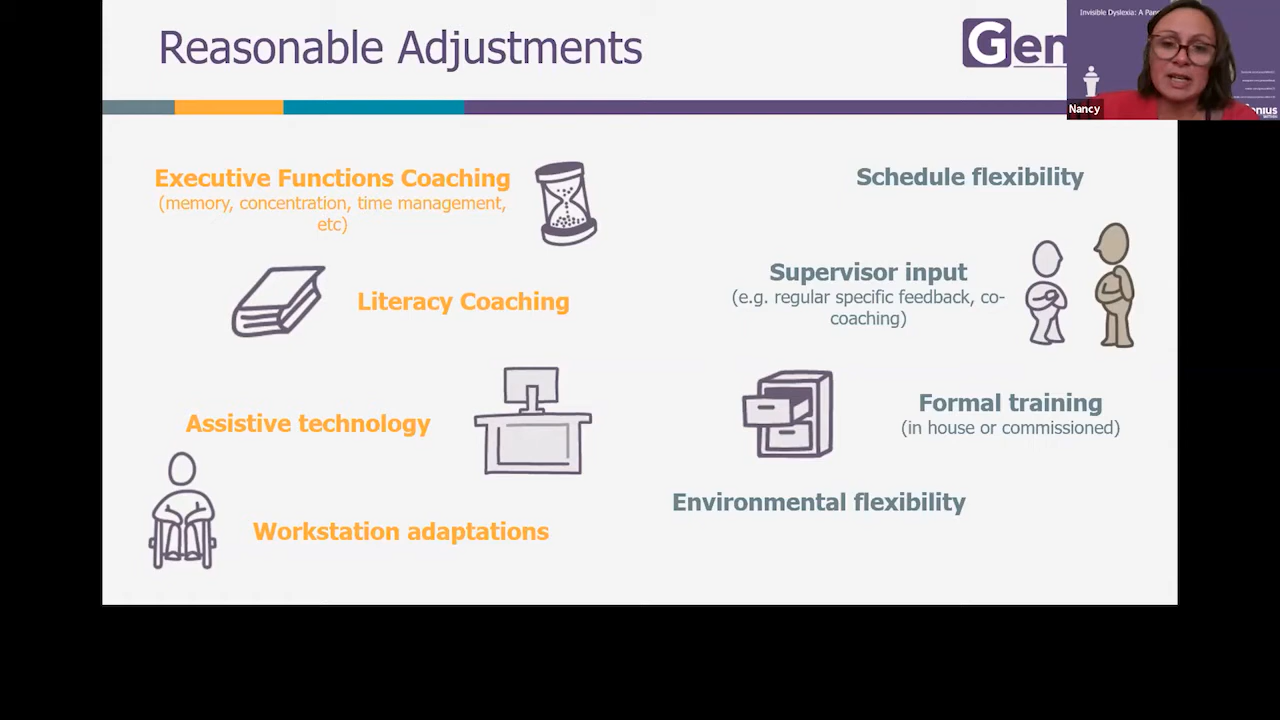 Reasonable Adjustments
Gen
Invisible Dyslexia: A Pan
Nancy
enius
Executive Functions Coaching
(memory, concentration, time management,
etc)
Literacy Coaching
Assistive technology
Workstation adaptations
Schedule flexibility
Supervisor input
(e.g. regular specific feedback, co-
coaching)
Formal training
(in house or commissioned)
Environmental flexibility